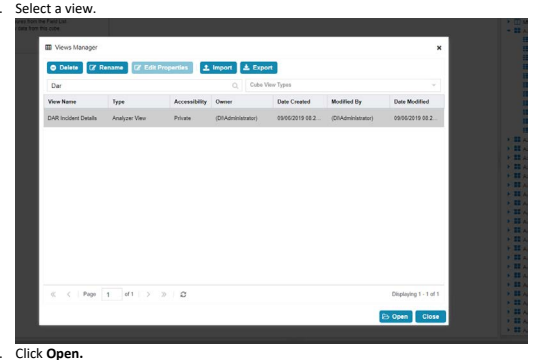 . Select a view.
Views Manager
Delete Rename Edit Properties Import Export
Dar Cube View Types
View Name Type Accessibility Owner Date Created Modified By Date Modified
DAR Incident Details Analyzer View Private (DI\Administrator) 09/06/2019 08.2... (DI\Administrator) 09/06/2019 08.2...
Page 1 of 1 Displaying 1 - 1 of 1
Open Close
. Click Open.